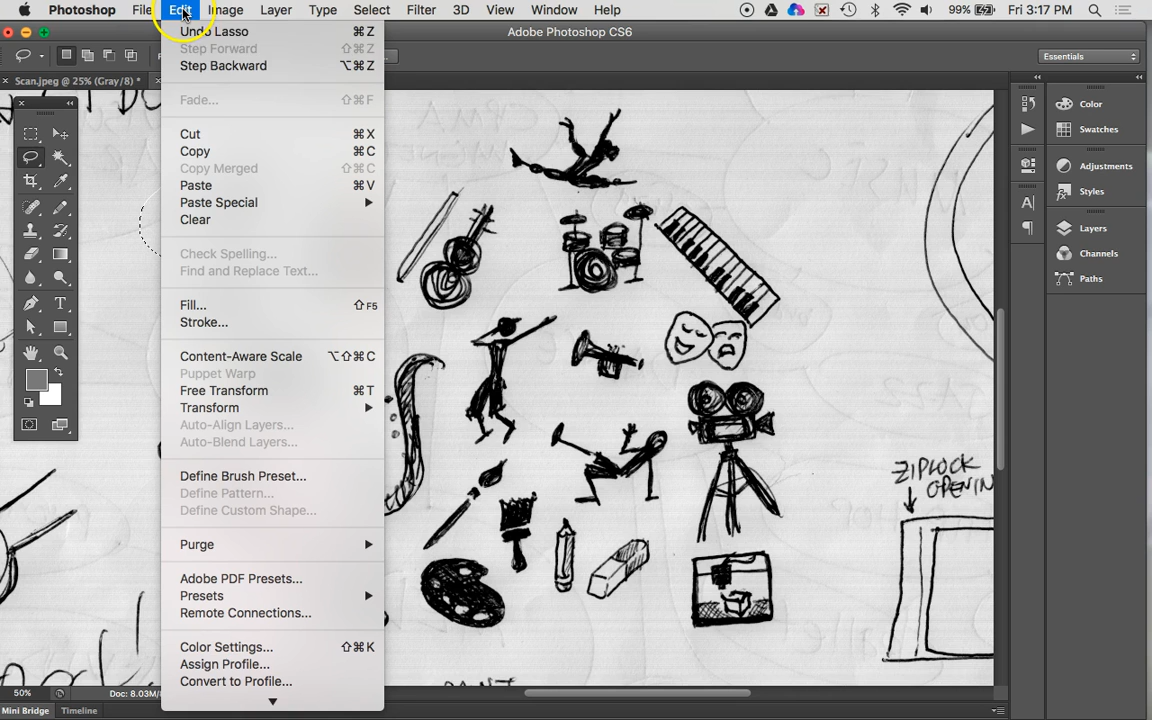 Photoshop File Edit Image Layer Type Select Filter 3D View Window Help 99% Fri 3:17 PM
Adobe Photoshop CS6
Essentials
Scan.jpeg @ 25% (Gray/8) *
Undo Lasso ⌘Z
Step Forward ⇧⌘Z
Step Backward ⌥⌘Z
Fade... ⇧⌘F
Cut ⌘X
Copy ⌘C
Copy Merged ⇧⌘C
Paste ⌘V
Paste Special
Clear
Check Spelling...
Find and Replace Text...
Fill... ⇧F5
Stroke...
Content-Aware Scale ⌥⇧⌘C
Puppet Warp
Free Transform ⌘T
Transform
Auto-Align Layers...
Auto-Blend Layers...
Define Brush Preset...
Define Pattern...
Define Custom Shape...
Purge
Adobe PDF Presets...
Presets
Remote Connections...
Color Settings... ⇧⌘K
Assign Profile...
Convert to Profile...
Color
Swatches
Adjustments
Styles
Layers
Channels
Paths
ZIPLOCK
OPENIN
50% Doc: 8.03M/
Mini Bridge Timeline